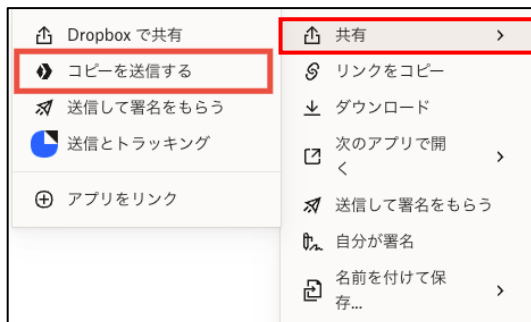 Dropbox で共有
コピーを送信する
送信して署名をもらう
送信とトラッキング
アプリをリンク
共有
リンクをコピー
ダウンロード
次のアプリで開
く
送信して署名をもらう
自分が署名
名前を付けて保
存...